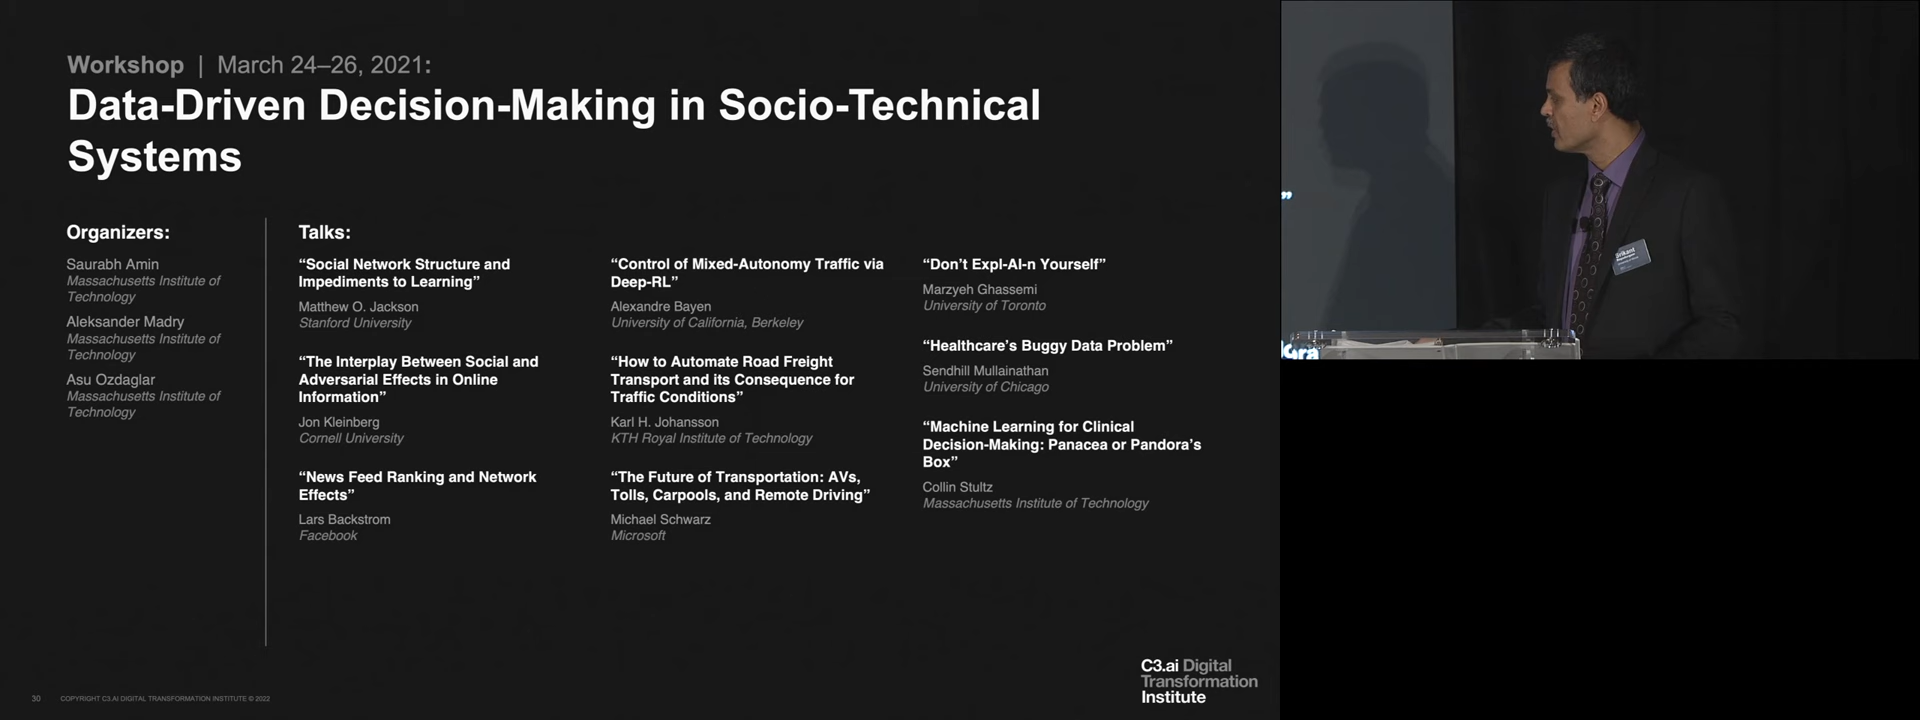 Workshop | March 24–26, 2021:
Data-Driven Decision-Making in Socio-Technical
Systems
Organizers:
Saurabh Amin
Massachusetts Institute of
Technology
Aleksander Madry
Massachusetts Institute of
Technology
Asu Ozdaglar
Massachusetts Institute of
Technology
Talks:
“Social Network Structure and
Impediments to Learning”
Matthew O. Jackson
Stanford University
“The Interplay Between Social and
Adversarial Effects in Online
Information”
Jon Kleinberg
Cornell University
“News Feed Ranking and Network
Effects”
Lars Backstrom
Facebook
“Control of Mixed-Autonomy Traffic via
Deep-RL”
Alexandre Bayen
University of California, Berkeley
“How to Automate Road Freight
Transport and its Consequence for
Traffic Conditions”
Karl H. Johansson
KTH Royal Institute of Technology
“The Future of Transportation: AVs,
Tolls, Carpools, and Remote Driving”
Michael Schwarz
Microsoft
“Don’t Expl-AI-n Yourself”
Marzyeh Ghassemi
University of Toronto
“Healthcare’s Buggy Data Problem”
Sendhill Mullainathan
University of Chicago
“Machine Learning for Clinical
Decision-Making: Panacea or Pandora’s
Box”
Collin Stultz
Massachusetts Institute of Technology
30 COPYRIGHT C3.AI DIGITAL TRANSFORMATION INSTITUTE © 2022
C3.ai Digital
Transformation
Institute
”
dora
Srikant